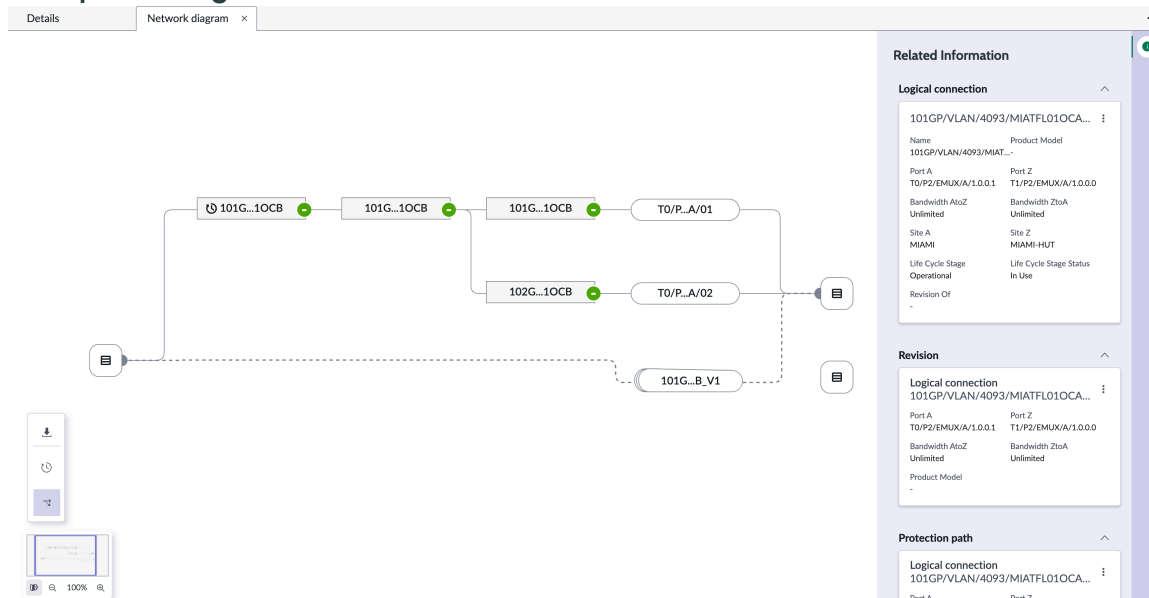 Details
Network diagram ×
Related Information
Logical connection
101GP/VLAN/4093/MIATFL01OCA...
Name Product Model
101GP/VLAN/4093/MIAT... -
Port A Port Z
T0/P2/EMUX/A/1.0.0.1 T1/P2/EMUX/A/1.0.0.0
Bandwidth AtoZ Bandwidth ZtoA
Unlimited Unlimited
Site A Site Z
MIAMI MIAMI-HUT
Life Cycle Stage Life Cycle Stage Status
Operational In Use
Revision Of
-
Revision
Logical connection
101GP/VLAN/4093/MIATFL01OCA...
Port A Port Z
T0/P2/EMUX/A/1.0.0.1 T1/P2/EMUX/A/1.0.0.0
Bandwidth AtoZ Bandwidth ZtoA
Unlimited Unlimited
Product Model
-
Protection path
Logical connection
101GP/VLAN/4093/MIATFL01OCA...
Port A Port Z
101G...1OCB
101G...1OCB
101G...1OCB
T0/P...A/01
102G...1OCB
T0/P...A/02
101G...B_V1
100%